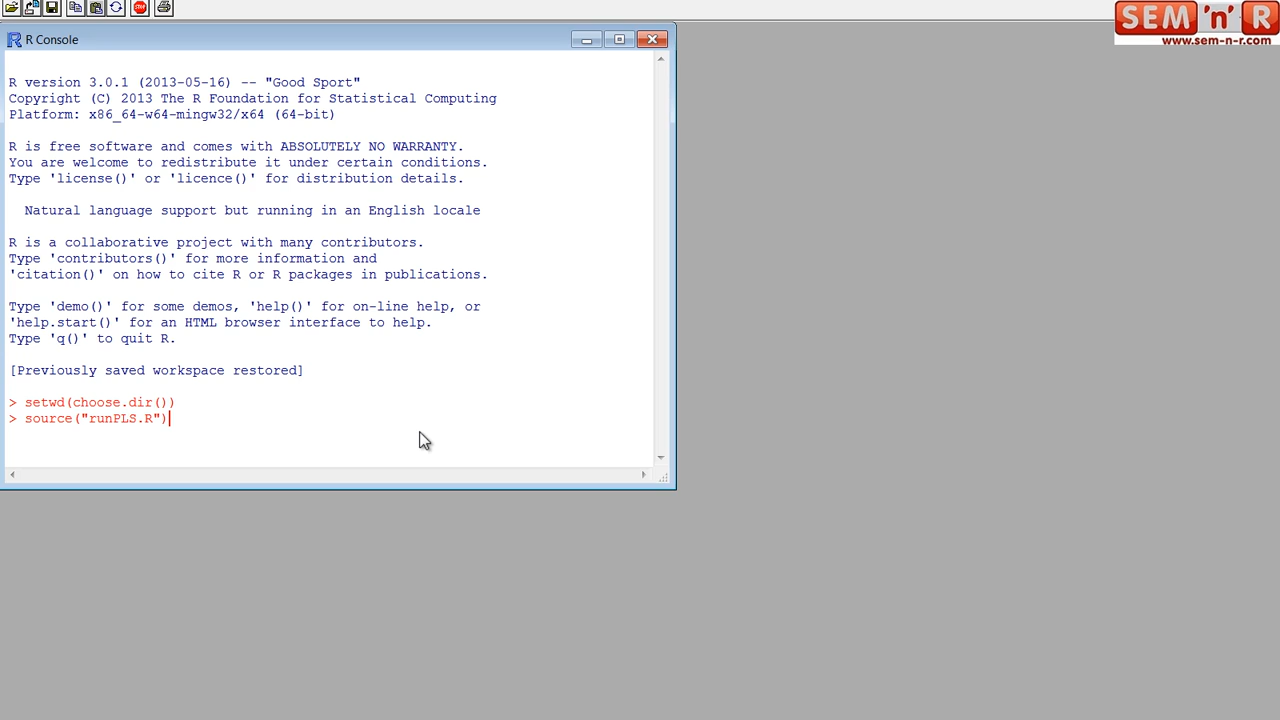 SEM 'n' R
www.sem-n-r.com
R Console
R version 3.0.1 (2013-05-16) -- "Good Sport"
Copyright (C) 2013 The R Foundation for Statistical Computing
Platform: x86_64-w64-mingw32/x64 (64-bit)
R is free software and comes with ABSOLUTELY NO WARRANTY.
You are welcome to redistribute it under certain conditions.
Type 'license()' or 'licence()' for distribution details.
Natural language support but running in an English locale
R is a collaborative project with many contributors.
Type 'contributors()' for more information and
'citation()' on how to cite R or R packages in publications.
Type 'demo()' for some demos, 'help()' for on-line help, or
'help.start()' for an HTML browser interface to help.
Type 'q()' to quit R.
[Previously saved workspace restored]
> setwd(choose.dir())
> source("runPLS.R")